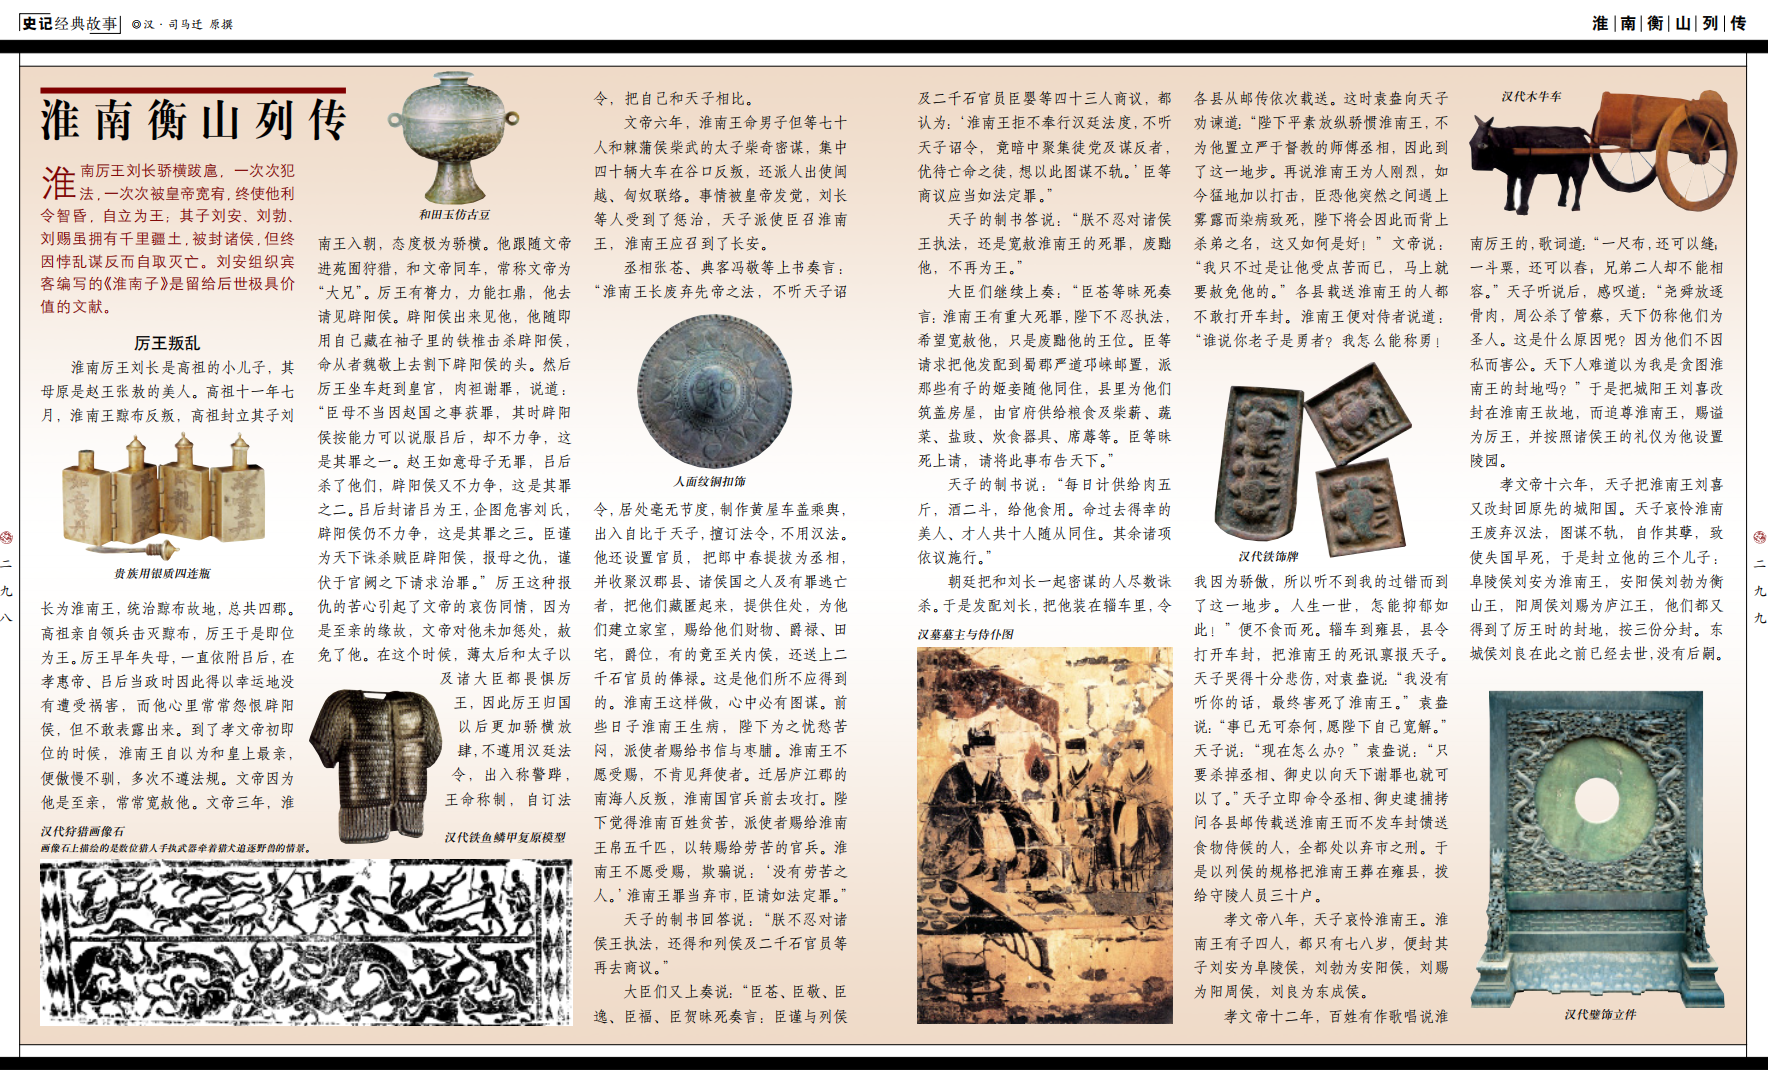 史记经典故事 ◎汉·司马迁 原撰
淮南衡山列传
淮南衡山列传
淮南厉王刘长骄横跋扈，一次次犯
法，一次次被皇帝宽宥，终使他利
令智昏，自立为王；其子刘安、刘勃、
刘赐虽拥有千里疆土，被封诸侯，但终
因悖乱谋反而自取灭亡。刘安组织宾
客编写的《淮南子》是留给后世极具价
值的文献。
厉王叛乱
淮南厉王刘长是高祖的小儿子，其
母原是赵王张敖的美人。高祖十一年七
月，淮南王黥布反叛，高祖封立其子刘
贵族用银质四连瓶
长为淮南王，统治黥布故地，总共四郡。
高祖亲自领兵击灭黥布，厉王于是即位
为王。厉王早年失母，一直依附吕后，在
孝惠帝、吕后当政时因此得以幸运地没
有遭受祸害，而他心里常常怨恨辟阳
侯，但不敢表露出来。到了孝文帝初即
位的时候，淮南王自以为和皇上最亲，
便傲慢不驯，多次不遵法规。文帝因为
他是至亲，常常宽赦他。文帝三年，淮
汉代狩猎画像石
画像石上描绘的是数位猎人手执武器牵着猎犬追逐野兽的情景。
和田玉仿古豆
南王入朝，态度极为骄横。他跟随文帝
进苑囿狩猎，和文帝同车，常称文帝为
“大兄”。厉王有膂力，力能扛鼎，他去
请见辟阳侯。辟阳侯出来见他，他随即
用自己藏在袖子里的铁椎击杀辟阳侯，
命从者魏敬上去割下辟阳侯的头。然后
厉王坐车赶到皇宫，肉袒谢罪，说道：
“臣母不当因赵国之事获罪，其时辟阳
侯按能力可以说服吕后，却不力争，这
是其罪之一。赵王如意母子无罪，吕后
杀了他们，辟阳侯又不力争，这是其罪
之二。吕后封诸吕为王，企图危害刘氏，
辟阳侯仍不力争，这是其罪之三。臣谨
为天下诛杀贼臣辟阳侯，报母之仇，谨
伏于宫阙之下请求治罪。”厉王这种报
仇的苦心引起了文帝的哀伤同情，因为
是至亲的缘故，文帝对他未加惩处，赦
免了他。在这个时候，薄太后和太子以
及诸大臣都畏惧厉
王，因此厉王归国
以后更加骄横放
肆，不遵用汉廷法
令，出入称警跸，
王命称制，自订法
汉代铁鱼鳞甲复原模型
令，把自己和天子相比。
文帝六年，淮南王命男子但等七十
人和棘蒲侯柴武的太子柴奇密谋，集中
四十辆大车在谷口反叛，还派人出使闽
越、匈奴联络。事情被皇帝发觉，刘长
等人受到了惩治，天子派使臣召淮南
王，淮南王应召到了长安。
丞相张苍、典客冯敬等上书奏言：
“淮南王长废弃先帝之法，不听天子诏
人面纹铜扣饰
令，居处毫无节度，制作黄屋车盖乘舆，
出入自比于天子，擅订法令，不用汉法。
他还设置官员，把郎中春提拔为丞相，
并收聚汉郡县、诸侯国之人及有罪逃亡
者，把他们藏匿起来，提供住处，为他
们建立家室，赐给他们财物、爵禄、田
宅，爵位，有的竟至关内侯，还送上二
千石官员的俸禄。这是他们所不应得到
的。淮南王这样做，心中必有图谋。前
些日子淮南王生病，陛下为之忧愁苦
闷，派使者赐给书信与枣脯。淮南王不
愿受赐，不肯见拜使者。迁居庐江郡的
南海人反叛，淮南国官兵前去攻打。陛
下觉得淮南百姓贫苦，派使者赐给淮南
王帛五千匹，以转赐给劳苦的官兵。淮
南王不愿受赐，欺骗说：‘没有劳苦之
人。’淮南王罪当弃市，臣请如法定罪。”
天子的制书回答说：“朕不忍对诸
侯王执法，还得和列侯及二千石官员等
再去商议。”
大臣们又上奏说：“臣苍、臣敬、臣
逸、臣福、臣贺昧死奏言：臣谨与列侯
及二千石官员臣婴等四十三人商议，都
认为：‘淮南王拒不奉行汉廷法度，不听
天子诏令，竟暗中聚集徒党及谋反者，
优待亡命之徒，想以此图谋不轨。’臣等
商议应当如法定罪。”
天子的制书答说：“朕不忍对诸侯
王执法，还是宽赦淮南王的死罪，废黜
他，不再为王。”
大臣们继续上奏：“臣苍等昧死奏
言：淮南王有重大死罪，陛下不忍执法，
希望宽赦他，只是废黜他的王位。臣等
请求把他发配到蜀郡严道邛崃邮置，派
那些有子的姬妾随他同住，县里为他们
筑盖房屋，由官府供给粮食及柴薪、蔬
菜、盐豉、炊食器具、席蓐等。臣等昧
死上请，请将此事布告天下。”
天子的制书说：“每日计供给肉五
斤，酒二斗，给他食用。命过去得幸的
美人、才人共十人随从同住。其余诸项
依议施行。”
朝廷把和刘长一起密谋的人尽数诛
杀。于是发配刘长，把他装在辎车里，令
汉墓墓主与侍仆图
各县从邮传依次载送。这时袁盎向天子
劝谏道：“陛下平素放纵骄惯淮南王，不
为他置立严于督教的师傅丞相，因此到
了这一地步。再说淮南王为人刚烈，如
今猛地加以打击，臣恐他突然之间遇上
雾露而染病致死，陛下将会因此而背上
杀弟之名，这又如何是好！”文帝说：
“我只不过是让他受点苦而已，马上就
要赦免他的。”各县载送淮南王的人都
不敢打开车封。淮南王便对侍者说道：
“谁说你老子是勇者？我怎么能称勇！
汉代铁饰牌
我因为骄傲，所以听不到我的过错而到
了这一地步。人生一世，怎能抑郁如
此！”便不食而死。辎车到雍县，县令
打开车封，把淮南王的死讯禀报天子。
天子哭得十分悲伤，对袁盎说：“我没有
听你的话，最终害死了淮南王。”袁盎
说：“事已无可奈何，愿陛下自己宽解。”
天子说：“现在怎么办？”袁盎说：“只
要杀掉丞相、御史以向天下谢罪也就可
以了。”天子立即命令丞相、御史逮捕拷
问各县邮传载送淮南王而不发车封馈送
食物侍候的人，全都处以弃市之刑。于
是以列侯的规格把淮南王葬在雍县，拨
给守陵人员三十户。
孝文帝八年，天子哀怜淮南王。淮
南王有子四人，都只有七八岁，便封其
子刘安为阜陵侯，刘勃为安阳侯，刘赐
为阳周侯，刘良为东成侯。
孝文帝十二年，百姓有作歌唱说淮
汉代木牛车
南厉王的，歌词道：“一尺布，还可以缝；
一斗粟，还可以舂；兄弟二人却不能相
容。”天子听说后，感叹道：“尧舜放逐
骨肉，周公杀了管蔡，天下仍称他们为
圣人。这是什么原因呢？因为他们不因
私而害公。天下人难道以为我是贪图淮
南王的封地吗？”于是把城阳王刘喜改
封在淮南王故地，而追尊淮南王，赐谥
为厉王，并按照诸侯王的礼仪为他设置
陵园。
孝文帝十六年，天子把淮南王刘喜
又改封回原先的城阳国。天子哀怜淮南
王废弃汉法，图谋不轨，自作其孽，致
使失国早死，于是封立他的三个儿子：
阜陵侯刘安为淮南王，安阳侯刘勃为衡
山王，阳周侯刘赐为庐江王，他们都又
得到了厉王时的封地，按三份分封。东
城侯刘良在此之前已经去世，没有后嗣。
汉代璧饰立件
二九八
二九九